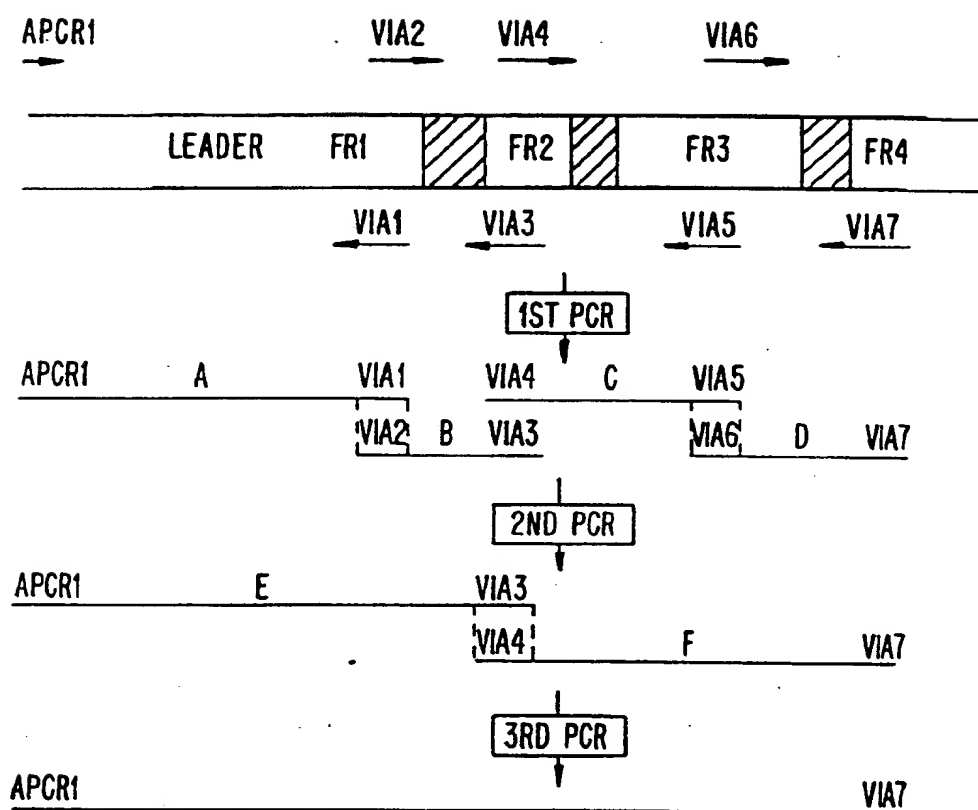 APCR1 VIA2 VIA4 VIA6
LEADER FR1 FR2 FR3 FR4
VIA1 VIA3 VIA5 VIA7
1ST PCR
APCR1 A VIA1 VIA4 C VIA5
VIA2 B VIA3 VIA6 D VIA7
2ND PCR
APCR1 E VIA3
VIA4 F VIA7
3RD PCR
APCR1 VIA7